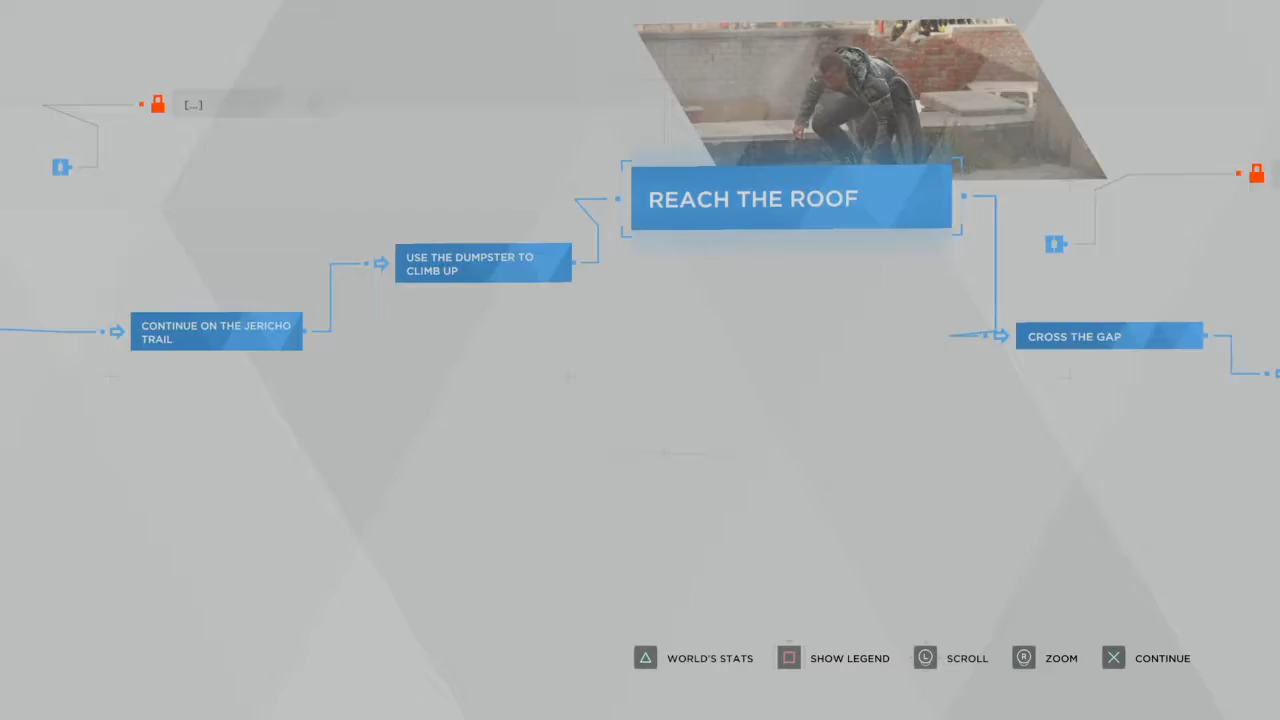 [...]
REACH THE ROOF
USE THE DUMPSTER TO
CLIMB UP
CONTINUE ON THE JERICHO
TRAIL
CROSS THE GAP
WORLD'S STATS
SHOW LEGEND
L
SCROLL
R
ZOOM
CONTINUE